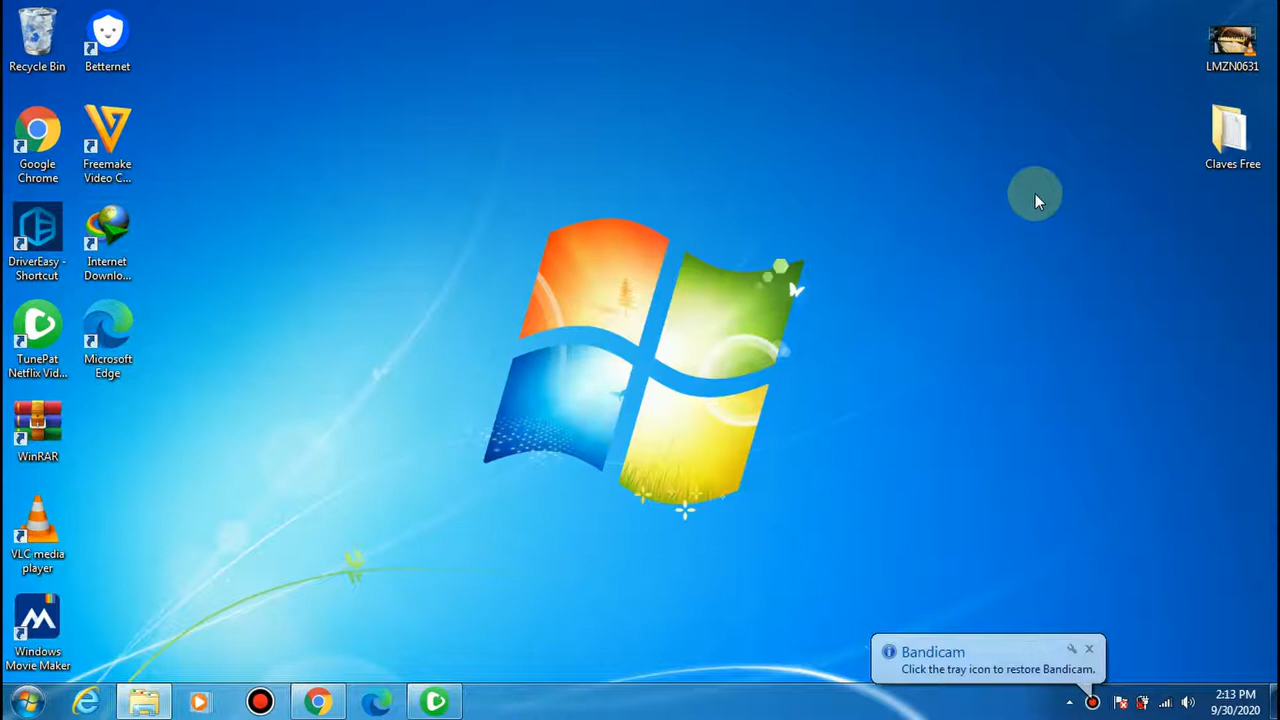 Recycle Bin
Betternet
LMZN0631
Google
Chrome
Freemake
Video C...
Claves Free
DriverEasy -
Shortcut
Internet
Downlo...
TunePat
Netflix Vid...
Microsoft
Edge
WinRAR
VLC media
player
Windows
Movie Maker
Bandicam
Click the tray icon to restore Bandicam.
2:13 PM
9/30/2020